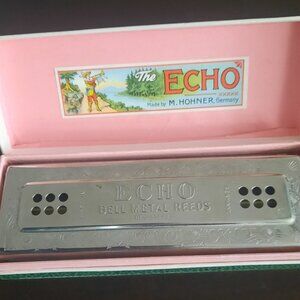 The ECHO
Made by M. HOHNER, Germany
ECHO
BELL METAL REEDS